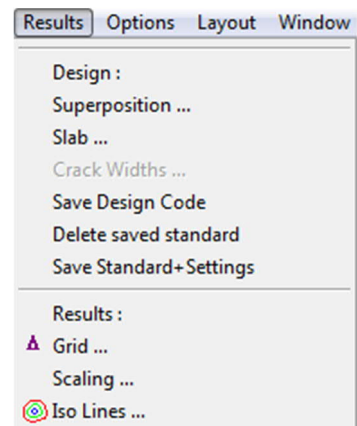 Results Options Layout Window
Design :
Superposition ...
Slab ...
Crack Widths ...
Save Design Code
Delete saved standard
Save Standard+Settings
Results :
Grid ...
Scaling ...
Iso Lines ...